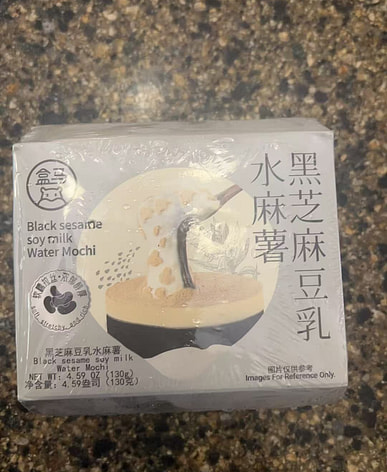 盒马
黑芝麻豆乳
水麻薯
Black sesame
soy milk
Water Mochi
黑芝麻豆乳水麻薯
Black sesame soy milk
Water Mochi
NET WT: 4.59 OZ (130g)
净含量: 4.59盎司 (130克)
圖片仅供參考
Images For Reference Only.